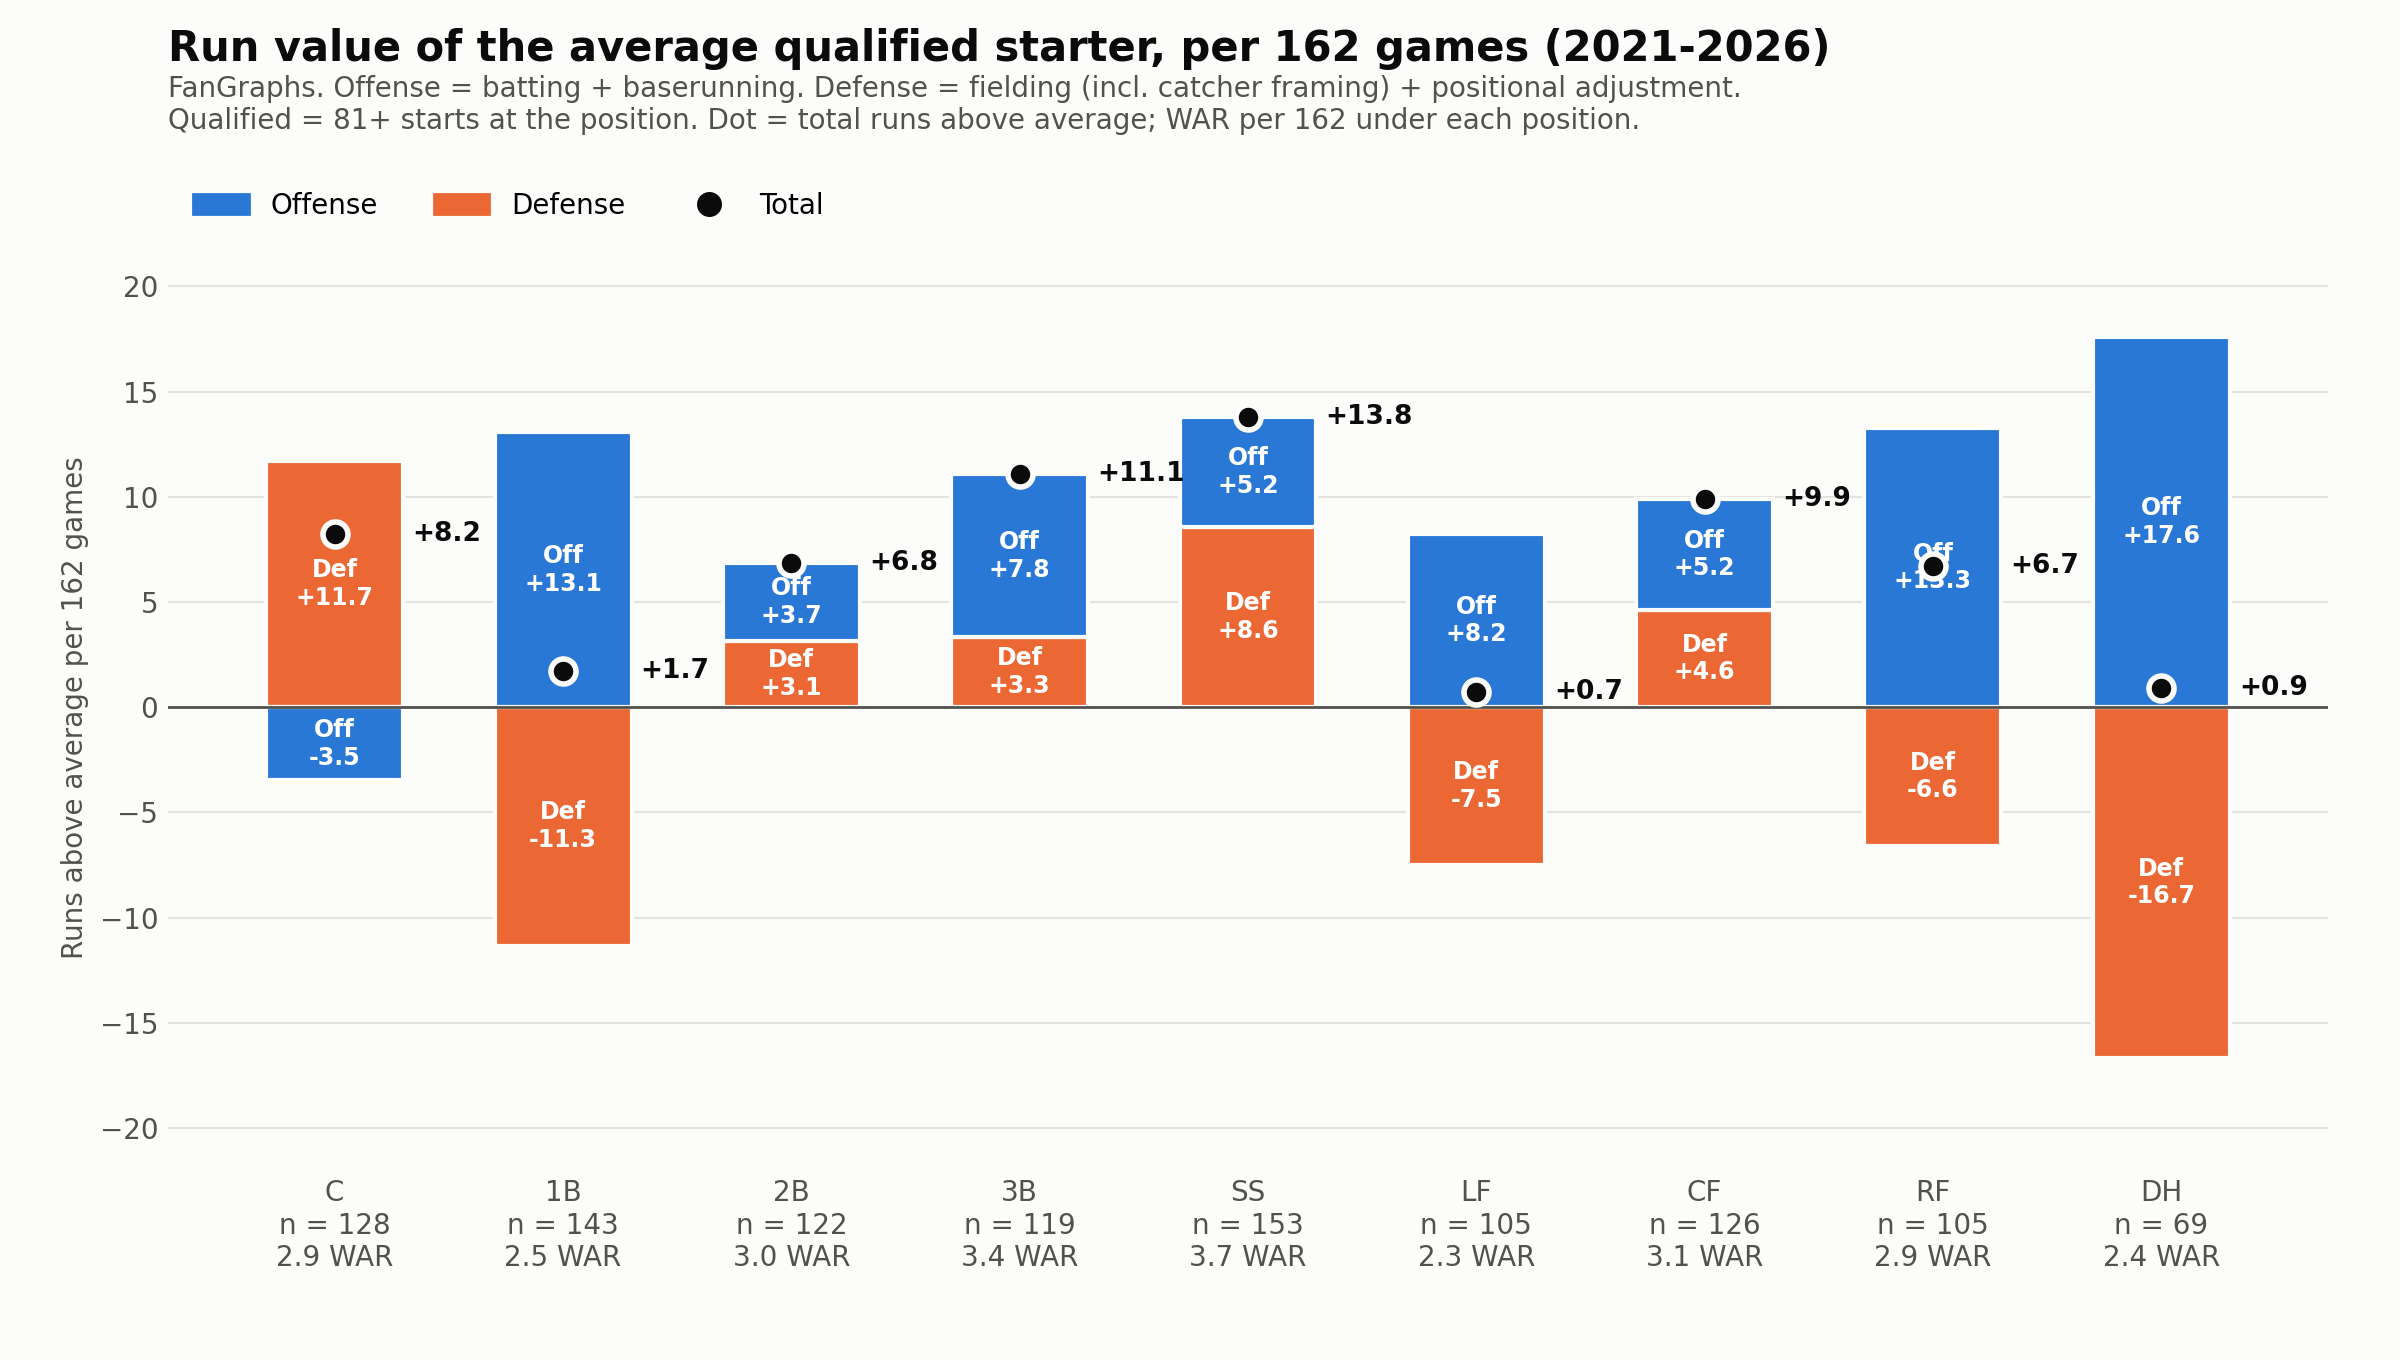 Run value of the average qualified starter, per 162 games (2021-2026)
FanGraphs. Offense = batting + baserunning. Defense = fielding (incl. catcher framing) + positional adjustment.
Qualified = 81+ starts at the position. Dot = total runs above average; WAR per 162 under each position.
Offense
Defense
Total
Runs above average per 162 games
20
15
10
5
0
−5
−10
−15
−20
Def
+11.7
+8.2
Off
-3.5
Off
+13.1
+1.7
Def
-11.3
+6.8
Off
+3.7
Def
+3.1
+11.1
Off
+7.8
Def
+3.3
+13.8
Off
+5.2
Def
+8.6
Off
+8.2
+0.7
Def
-7.5
+9.9
Off
+5.2
Def
+4.6
Off
+13.3
+6.7
Def
-6.6
Off
+17.6
+0.9
Def
-16.7
C
n = 128
2.9 WAR
1B
n = 143
2.5 WAR
2B
n = 122
3.0 WAR
3B
n = 119
3.4 WAR
SS
n = 153
3.7 WAR
LF
n = 105
2.3 WAR
CF
n = 126
3.1 WAR
RF
n = 105
2.9 WAR
DH
n = 69
2.4 WAR